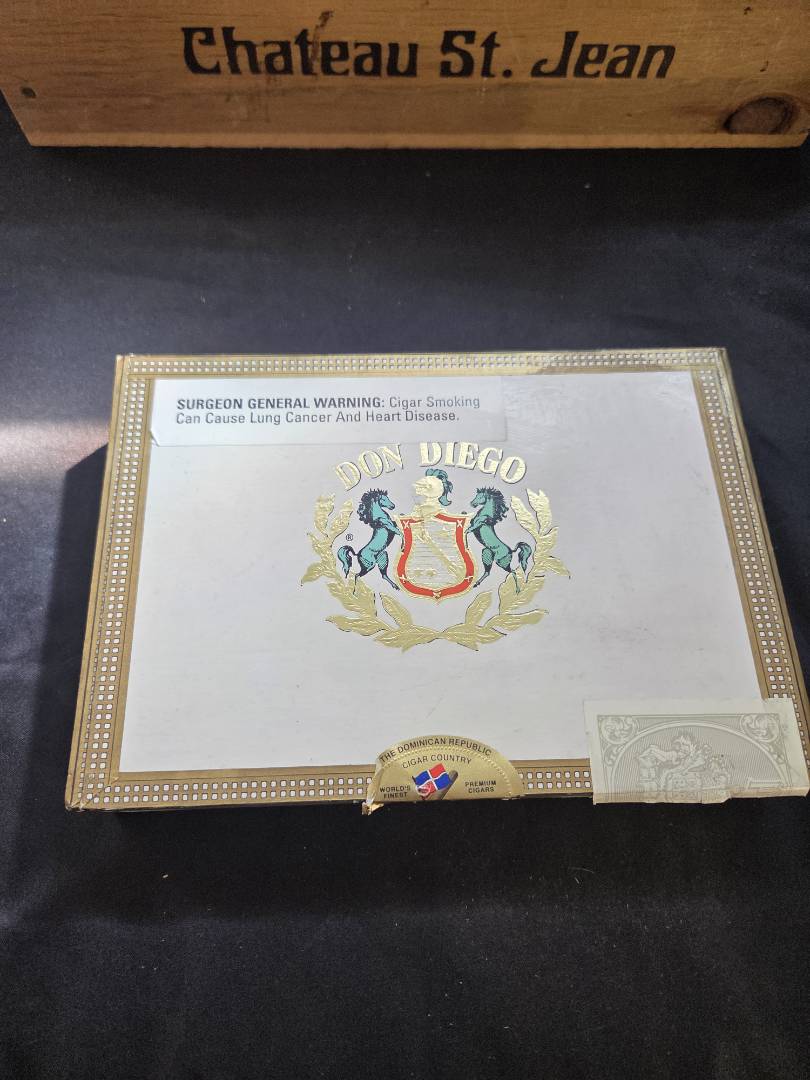 Chateau St. Jean
SURGEON GENERAL WARNING: Cigar Smoking
Can Cause Lung Cancer And Heart Disease.
DON DIEGO
®
THE DOMINICAN REPUBLIC
CIGAR COUNTRY
WORLD'S
FINEST
PREMIUM
CIGARS